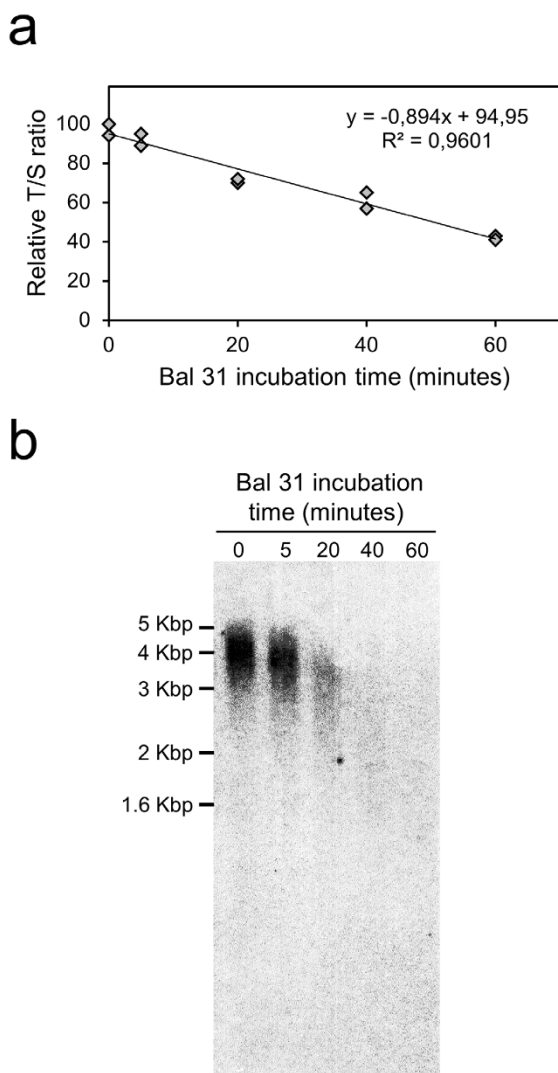 a
Relative T/S ratio
100
80
60
40
20
0
y = -0,894x + 94,95
R² = 0,9601
0 20 40 60
Bal 31 incubation time (minutes)
b
Bal 31 incubation
time (minutes)
0 5 20 40 60
5 Kbp
4 Kbp
3 Kbp
2 Kbp
1.6 Kbp